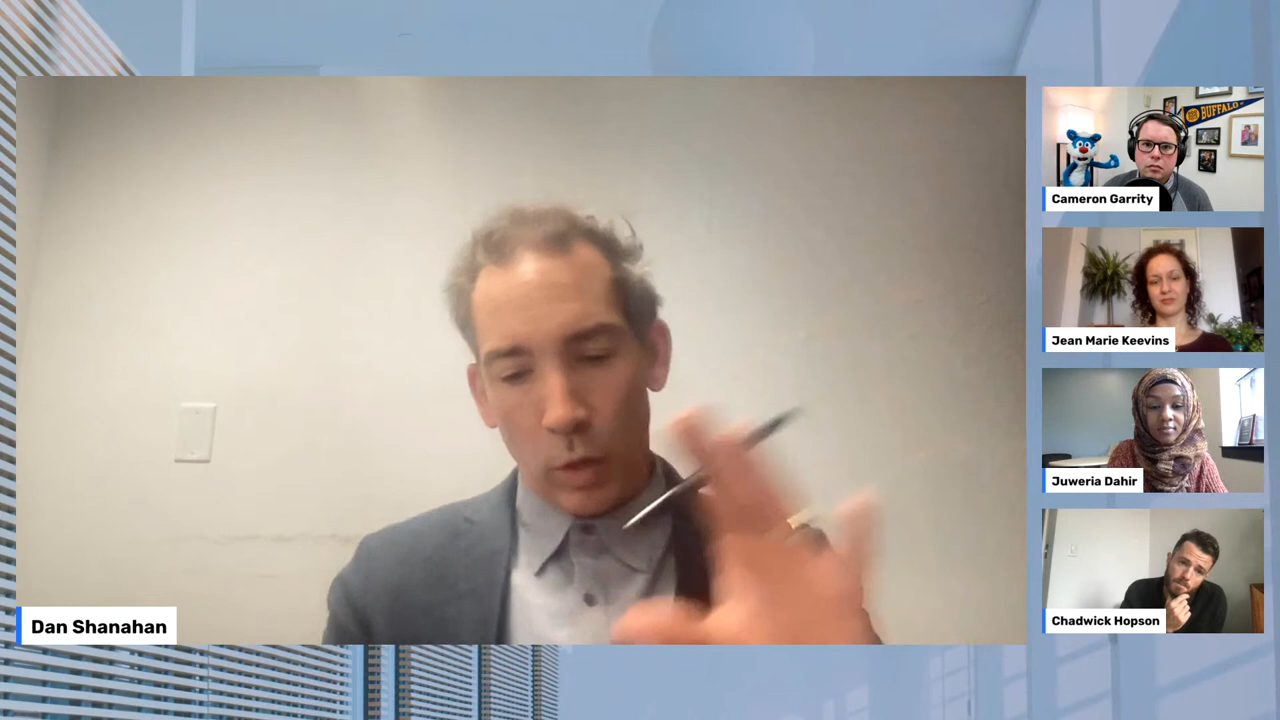 BUFFALO
Cameron Garrity
Jean Marie Keevins
Juweria Dahir
Dan Shanahan
Chadwick Hopson